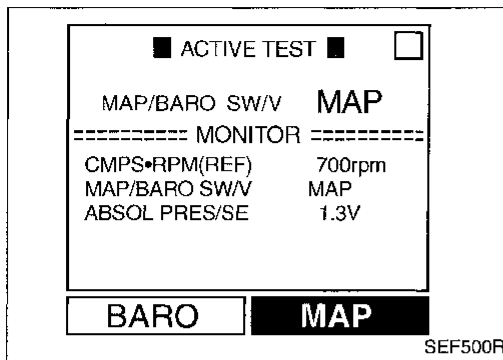 ■ ACTIVE TEST ■
MAP/BARO SW/V MAP
========== MONITOR =========
CMPS•RPM(REF) 700rpm
MAP/BARO SW/V MAP
ABSOL PRES/SE 1.3V
BARO MAP
SEF500R